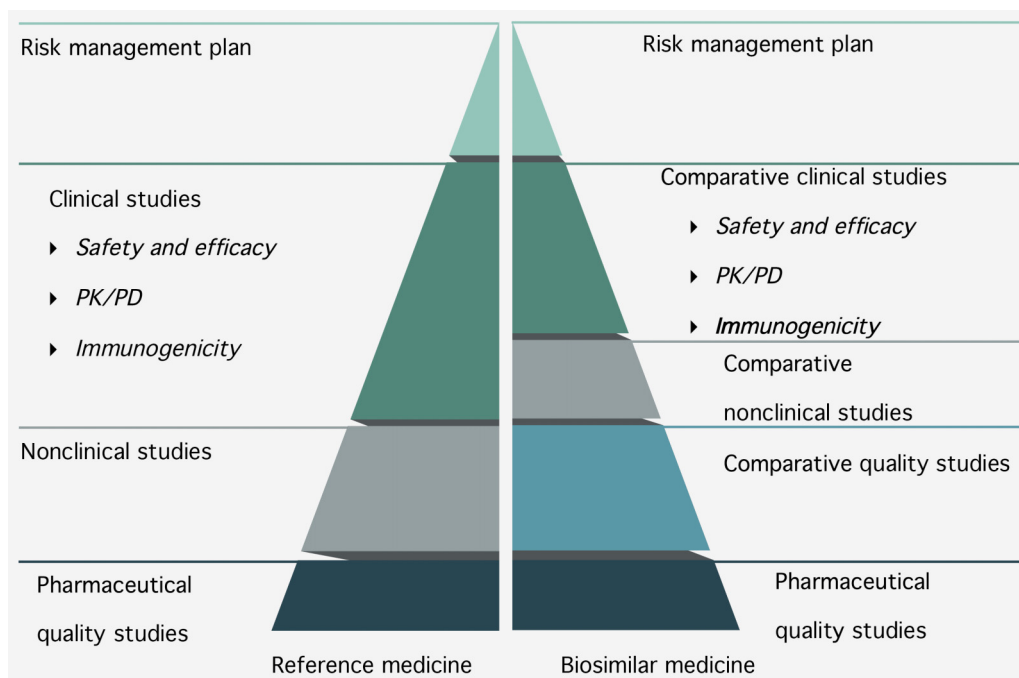 Risk management plan
Clinical studies
Safety and efficacy
PK/PD
Immunogenicity
Nonclinical studies
Pharmaceutical
quality studies
Reference medicine
Risk management plan
Comparative clinical studies
Safety and efficacy
PK/PD
Immunogenicity
Comparative
nonclinical studies
Comparative quality studies
Pharmaceutical
quality studies
Biosimilar medicine